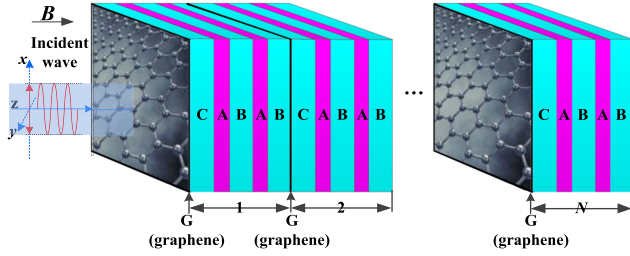 B
Incident
wave
x
z
y
C A B A B C A B A B ... C A B A B
1 2 N
G G G
(graphene) (graphene) (graphene)